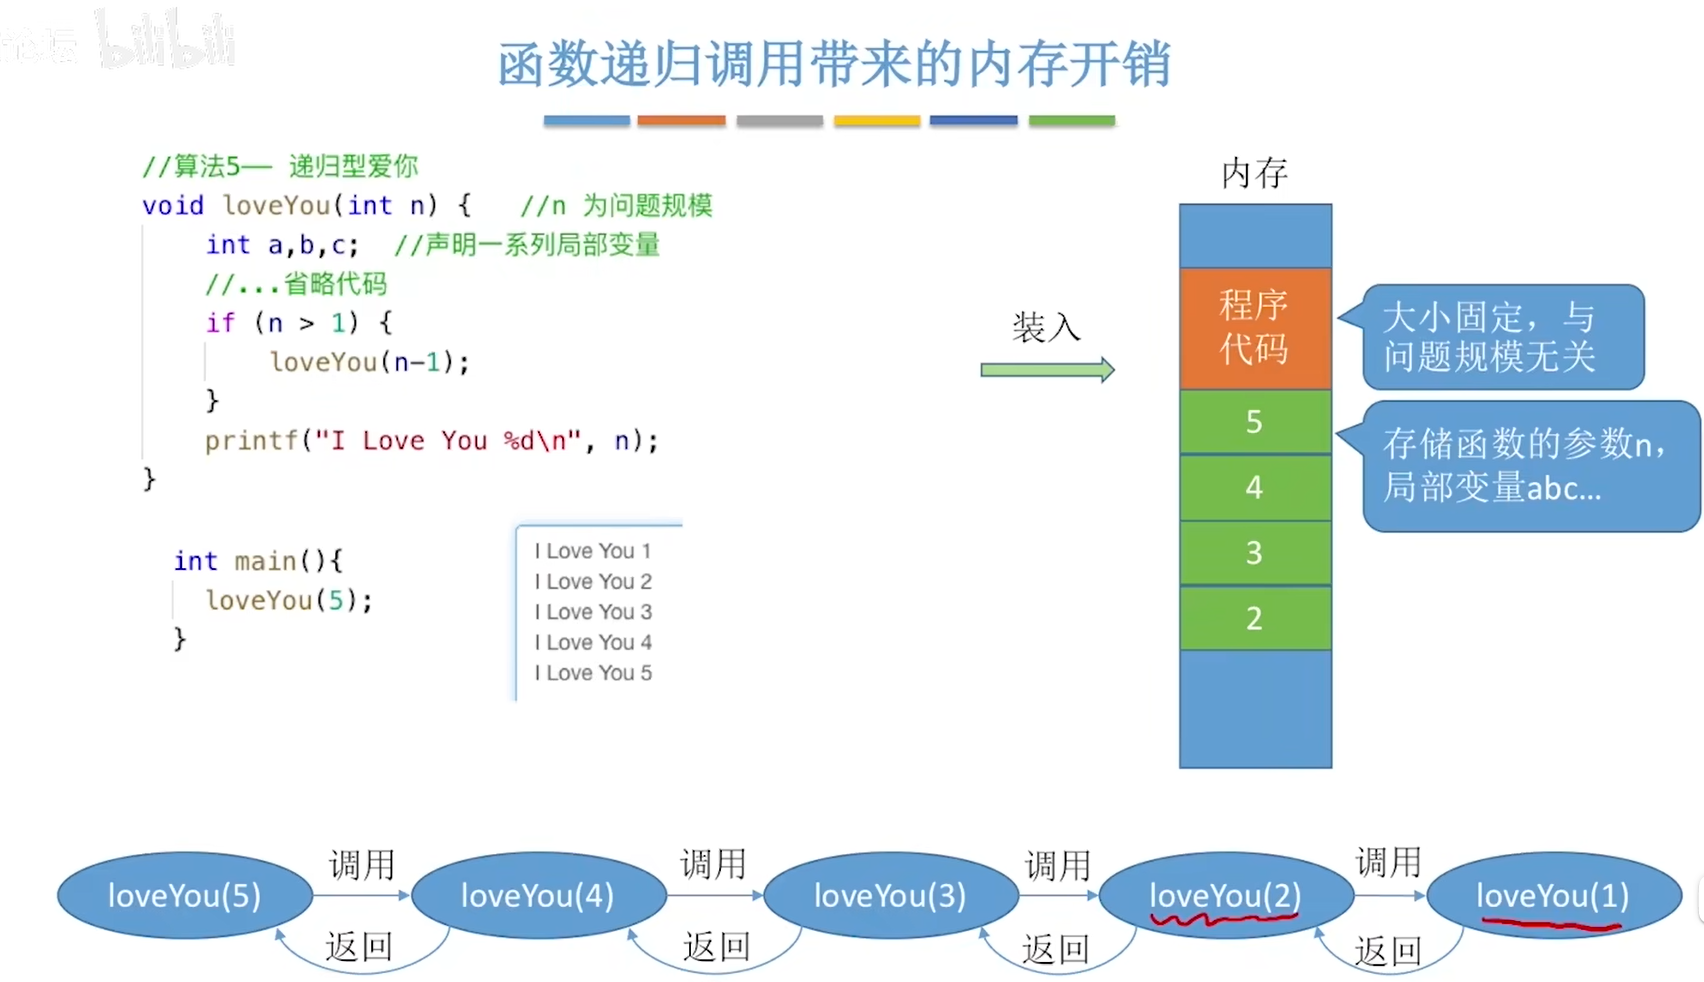 论坛 bilibili
函数递归调用带来的内存开销
//算法5—— 递归型爱你
void loveYou(int n) {   //n 为问题规模
int a,b,c;  //声明一系列局部变量
//...省略代码
if (n > 1) {
loveYou(n-1);
}
printf("I Love You %d\n", n);
}
int main(){
loveYou(5);
}
I Love You 1
I Love You 2
I Love You 3
I Love You 4
I Love You 5
装入
内存
程序
代码
5
4
3
2
大小固定，与
问题规模无关
存储函数的参数n，
局部变量abc...
loveYou(5) 调用 loveYou(4) 调用 loveYou(3) 调用 loveYou(2) 调用 loveYou(1)
返回 返回 返回 返回